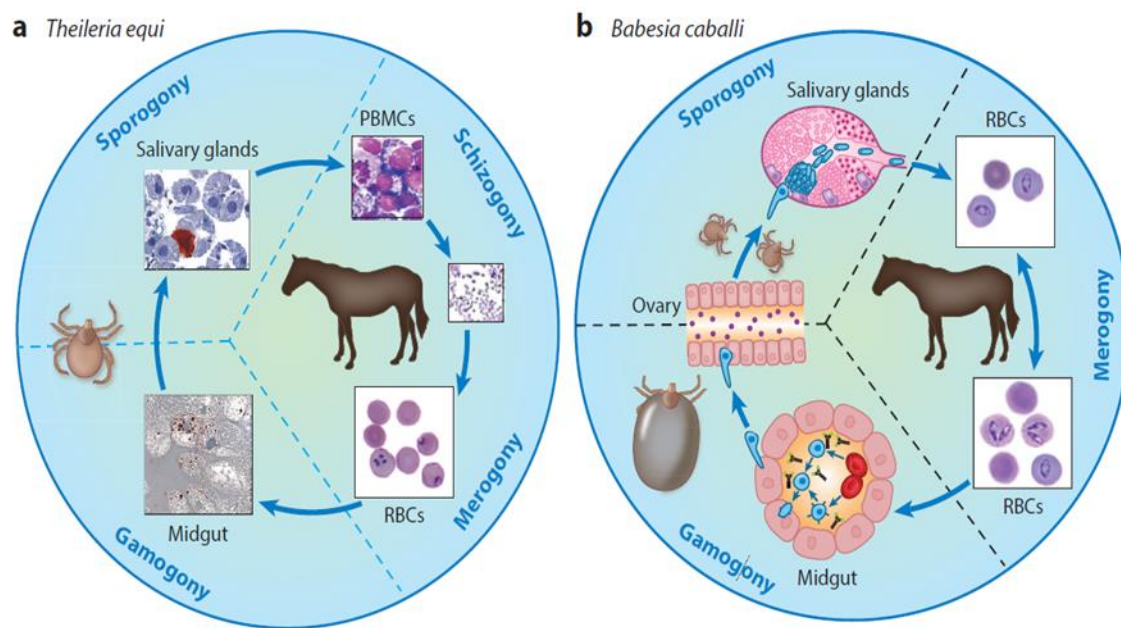 a Theileria equi
Sporogony
Salivary glands
PBMCs
Schizogony
Merogony
RBCs
Midgut
Gamogony
b Babesia caballi
Sporogony
Salivary glands
RBCs
Ovary
Merogony
RBCs
Midgut
Gamogony